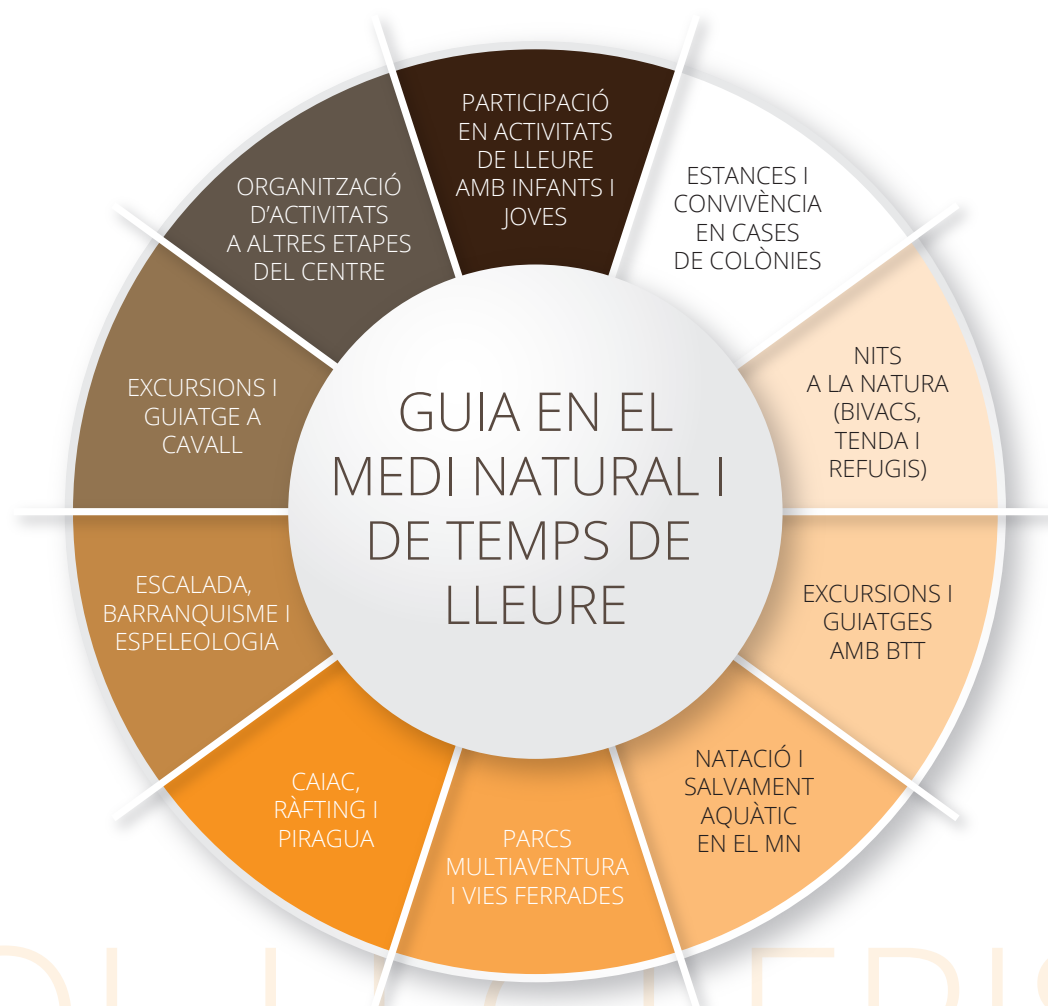 PARTICIPACIÓ
EN ACTIVITATS
DE LLEURE
AMB INFANTS I
JOVES
ESTANCES I
CONVIVÈNCIA
EN CASES
DE COLÒNIES
NITS
A LA NATURA
(BIVACS,
TENDA I
REFUGIS)
EXCURSIONS I
GUIATGES
AMB BTT
NATACIÓ I
SALVAMENT
AQUÀTIC
EN EL MN
PARCS
MULTIAVENTURA
I VIES FERRADES
CAIAC,
RÀFTING I
PIRAGUA
ESCALADA,
BARRANQUISME I
ESPELEOLOGIA
EXCURSIONS I
GUIATGE A
CAVALL
ORGANITZACIÓ
D'ACTIVITATS
A ALTRES ETAPES
DEL CENTRE
GUIA EN EL
MEDI NATURAL I
DE TEMPS DE
LLEURE